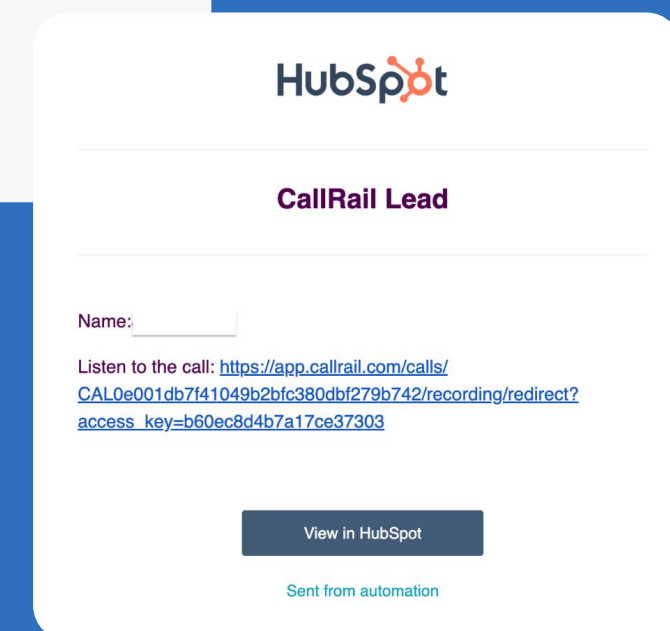 HubSpot
CallRail Lead
Name:
Listen to the call: https://app.callrail.com/calls/
CAL0e001db7f41049b2bfc380dbf279b742/recording/redirect?
access_key=b60ec8d4b7a17ce37303
View in HubSpot
Sent from automation